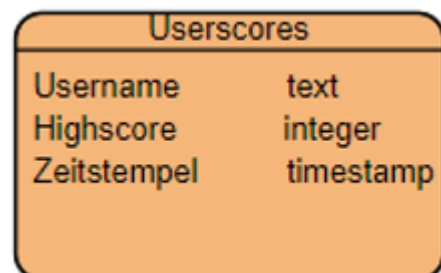 Userscores
Username text
Highscore integer
Zeitstempel timestamp